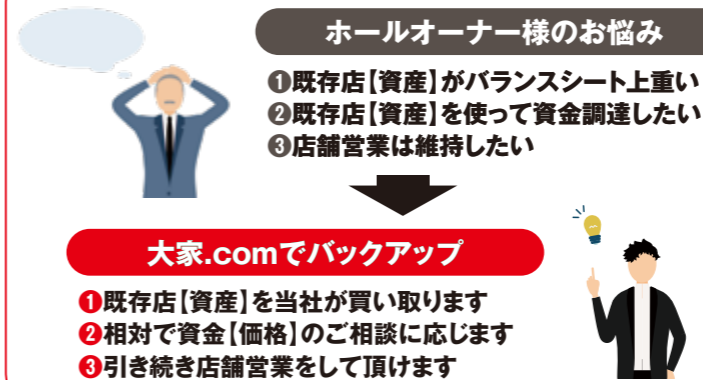 ホールオーナー様のお悩み
❶既存店【資産】がバランスシート上重い
❷既存店【資産】を使って資金調達したい
❸店舗営業は維持したい
大家.comでバックアップ
❶既存店【資産】を当社が買い取ります
❷相対で資金【価格】のご相談に応じます
❸引き続き店舗営業をして頂けます